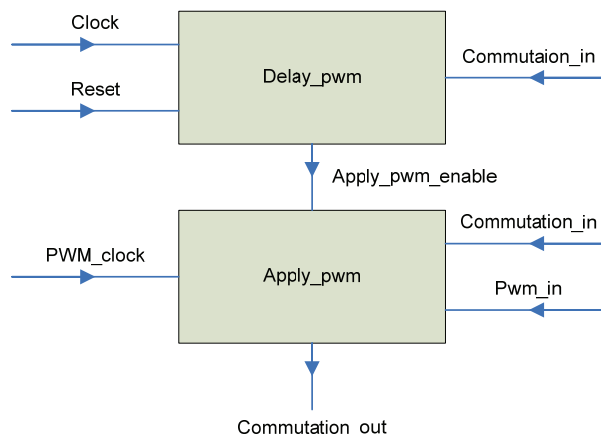 Clock
Commutaion_in
Delay_pwm
Reset
Apply_pwm_enable
Commutation_in
PWM_clock
Apply_pwm
Pwm_in
Commutation_out